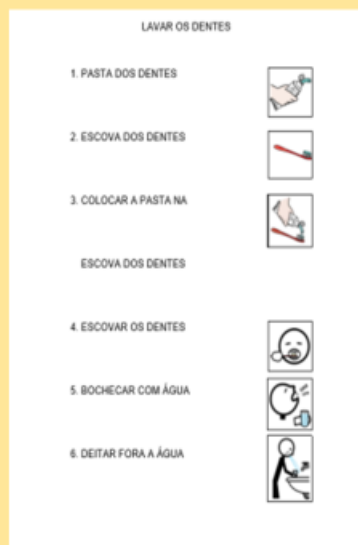 LAVAR OS DENTES
1. PASTA DOS DENTES
2. ESCOVA DOS DENTES
3. COLOCAR A PASTA NA
ESCOVA DOS DENTES
4. ESCOVAR OS DENTES
5. BOCHECAR COM ÁGUA
6. DEITAR FORA A ÁGUA